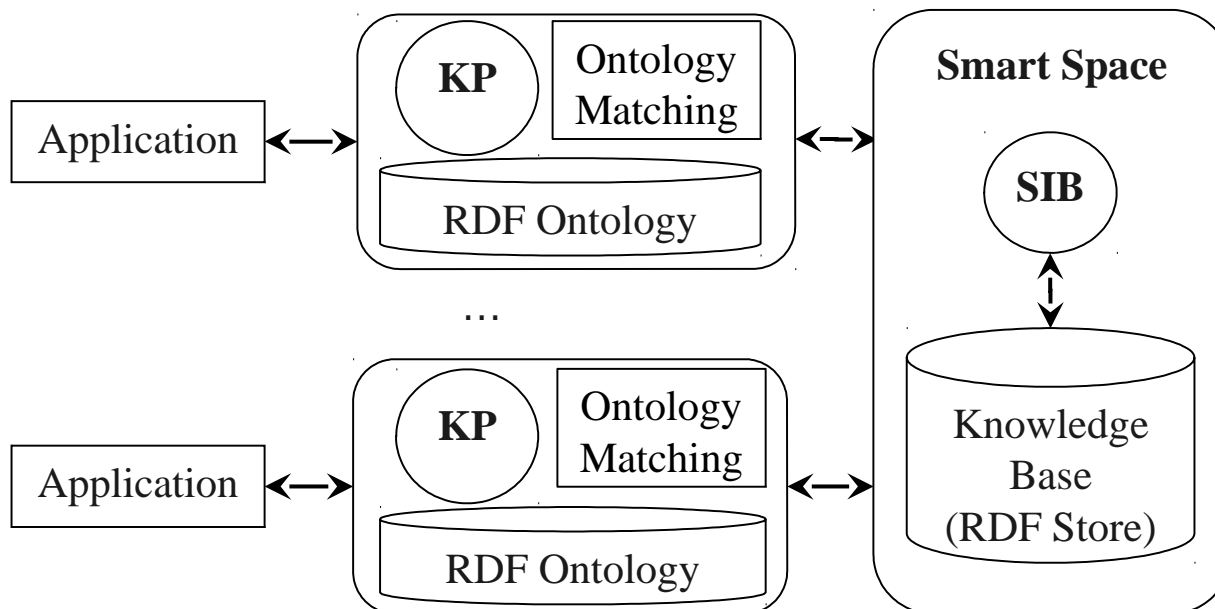 Smart Space
KP
Ontology
Matching
Application
RDF Ontology
SIB
...
KP
Ontology
Matching
Application
RDF Ontology
Knowledge
Base
(RDF Store)